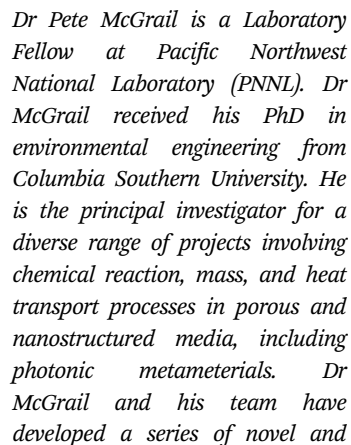 Dr Pete McGrail is a Laboratory
Fellow at Pacific Northwest
National Laboratory (PNNL). Dr
McGrail received his PhD in
environmental engineering from
Columbia Southern University. He
is the principal investigator for a
diverse range of projects involving
chemical reaction, mass, and heat
transport processes in porous and
nanostructured media, including
photonic metameterials. Dr
McGrail and his team have
developed a series of novel and